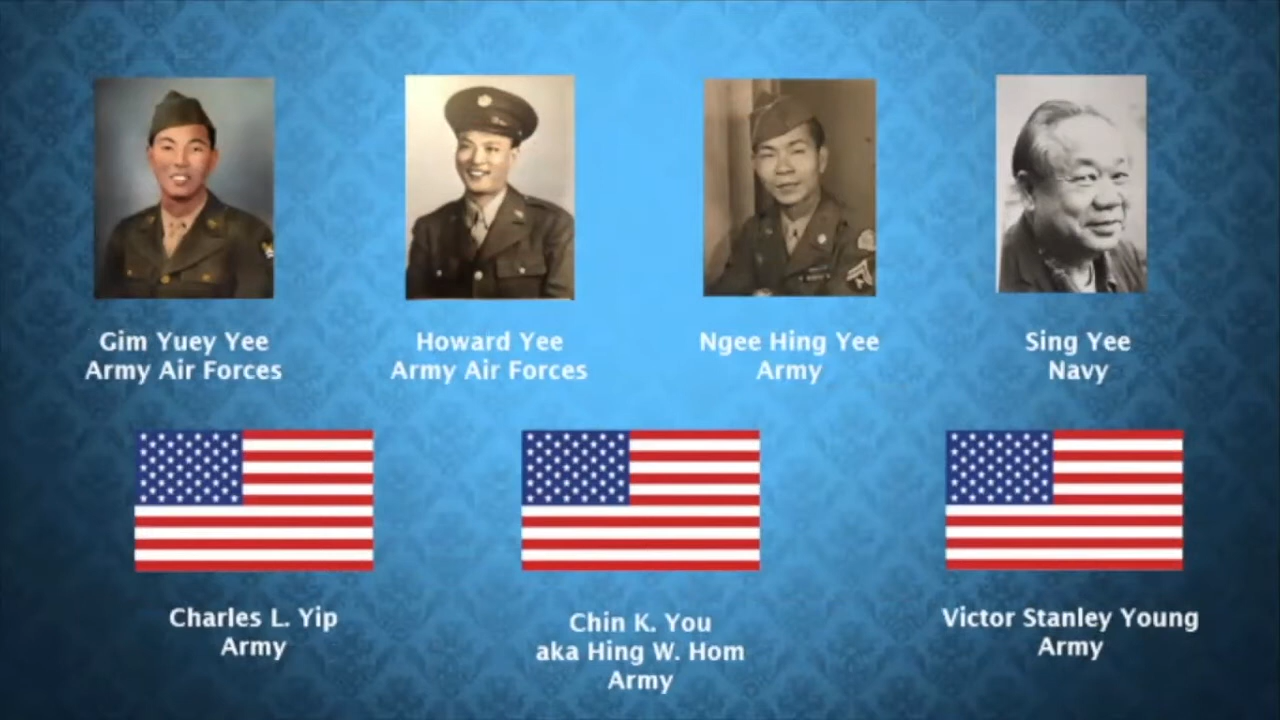 Gim Yuey Yee
Army Air Forces
Howard Yee
Army Air Forces
Ngee Hing Yee
Army
Sing Yee
Navy
Charles L. Yip
Army
Chin K. You
aka Hing W. Hom
Army
Victor Stanley Young
Army